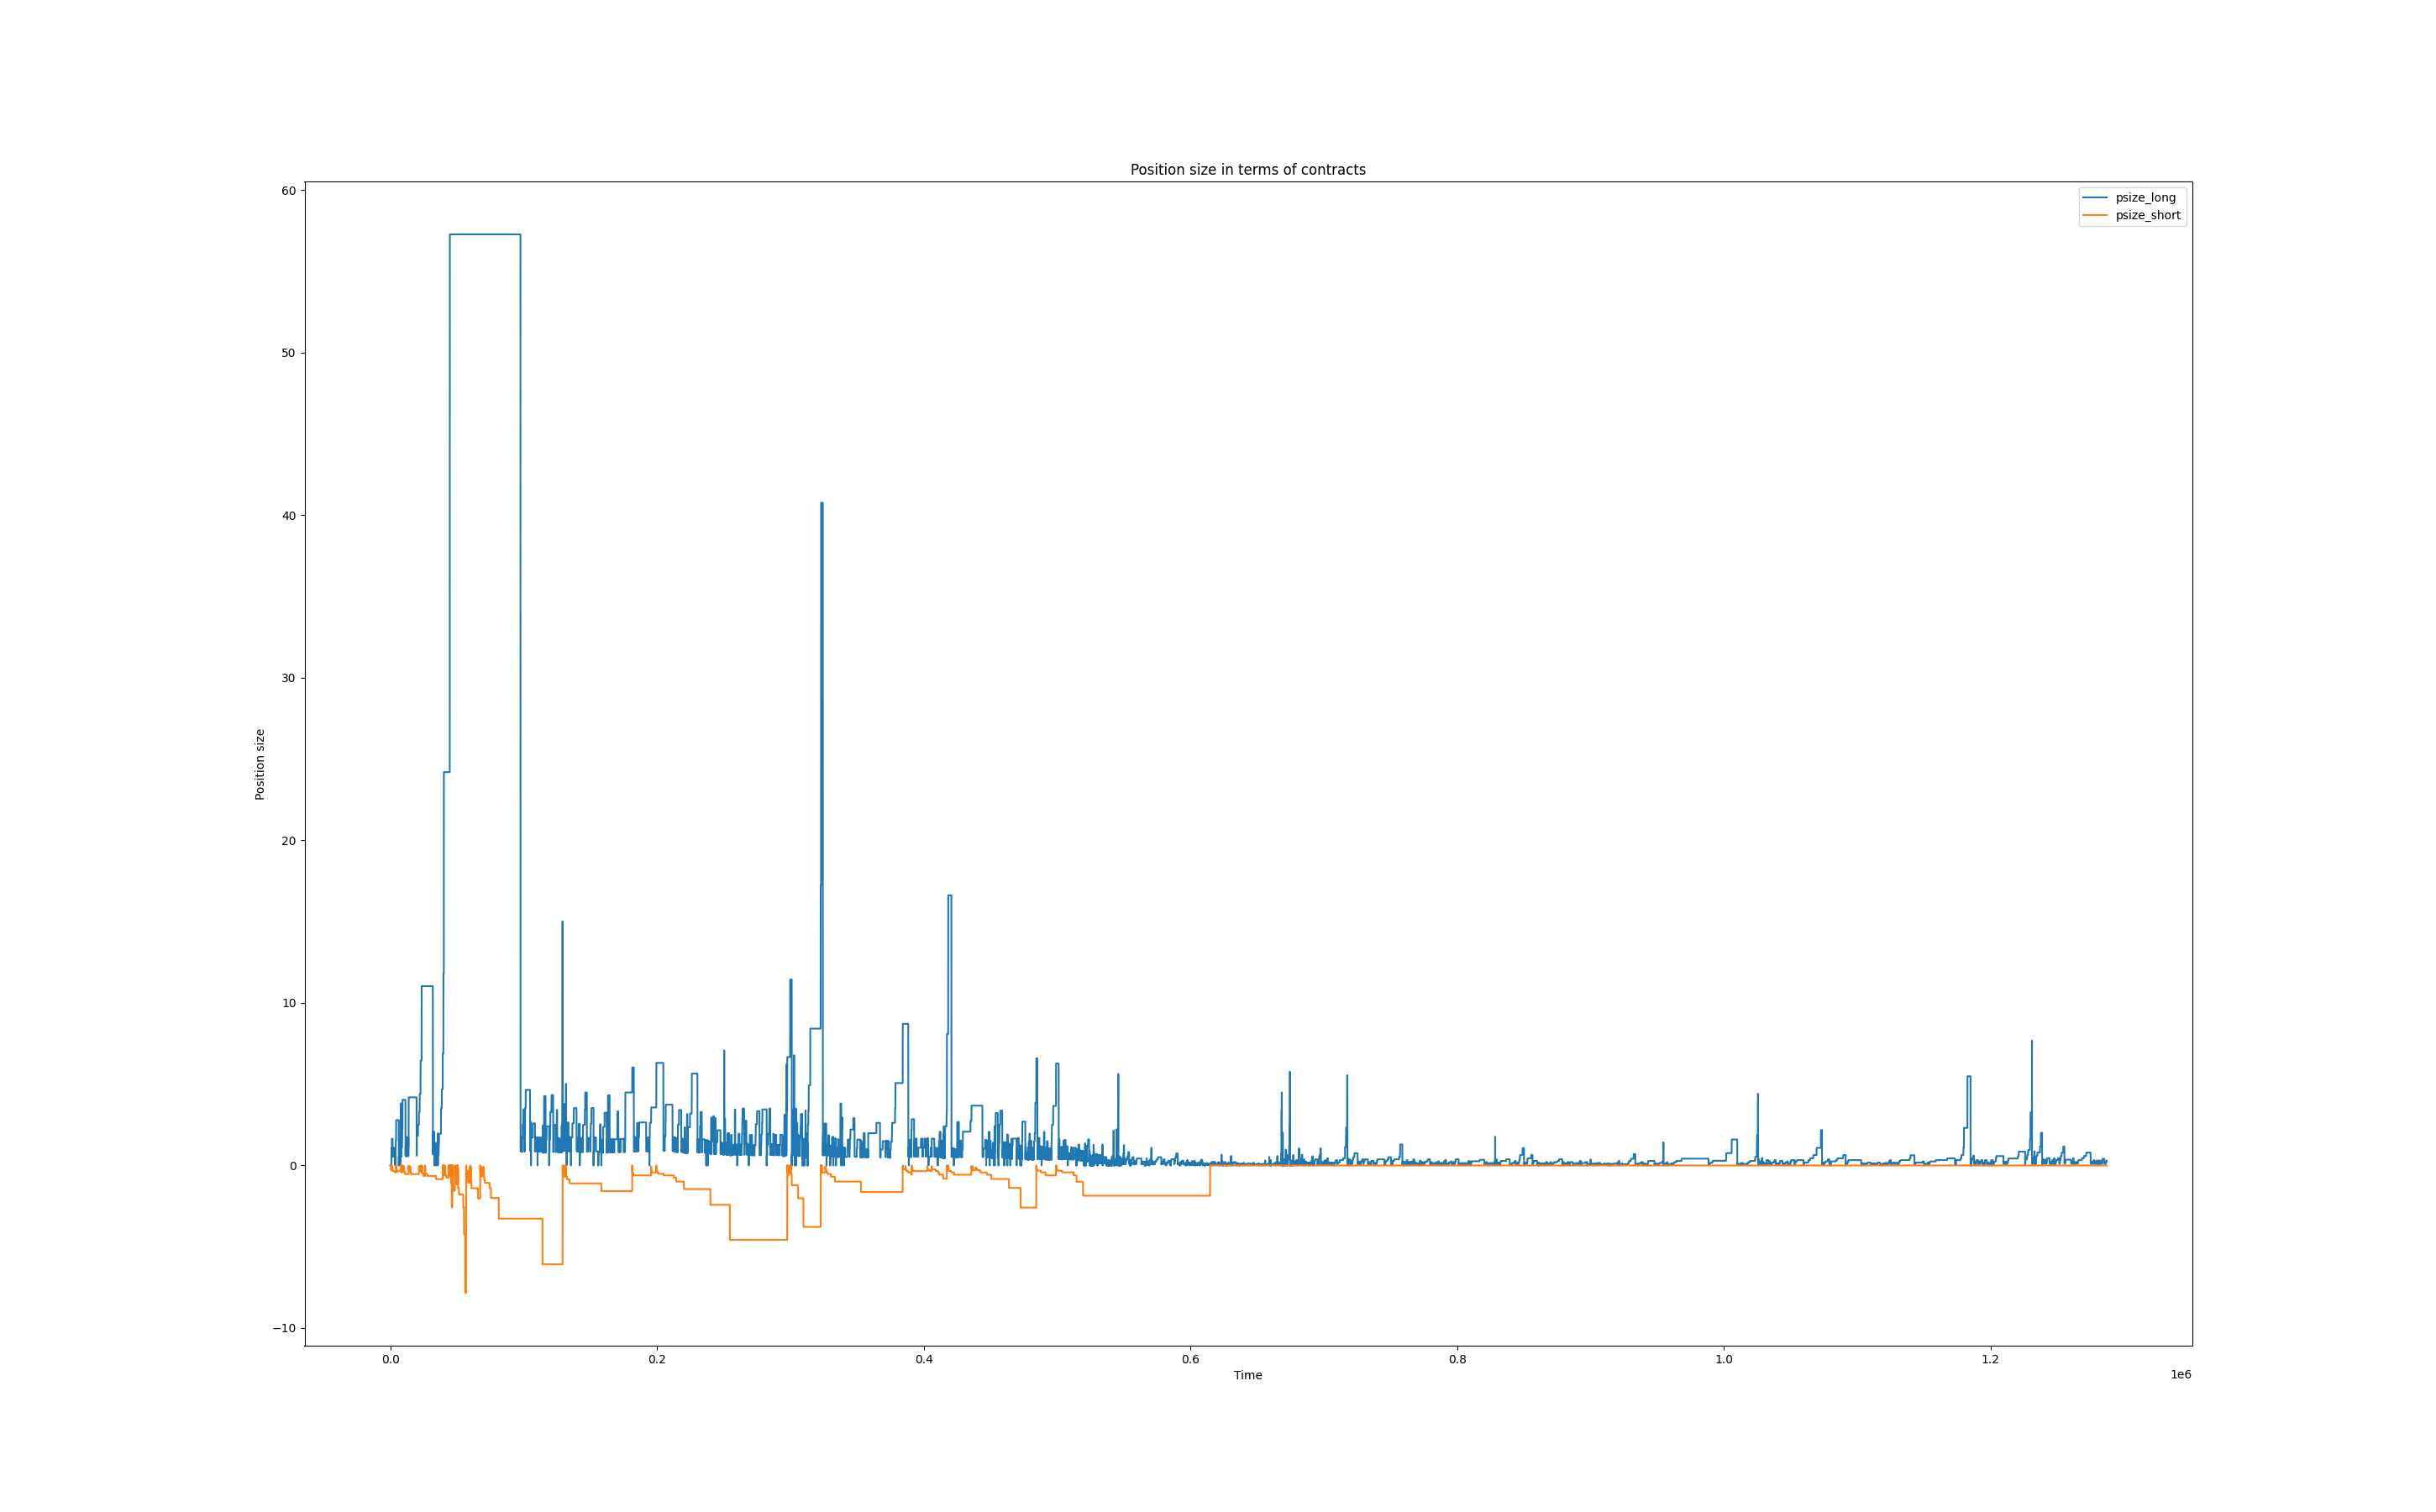 Position size in terms of contracts
psize_long
psize_short
60
50
40
30
20
10
0
−10
Position size
0.0 0.2 0.4 0.6 0.8 1.0 1.2
Time
1e6